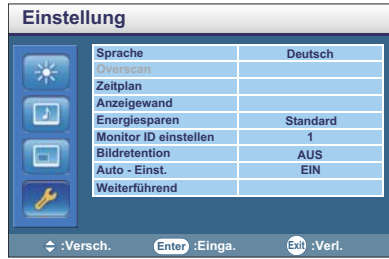 Einstellung
Sprache Deutsch
Overscan
Zeitplan
Anzeigewand
Energiesparen Standard
Monitor ID einstellen 1
Bildretention AUS
Auto - Einst. EIN
Weiterführend
:Versch. Enter :Einga. Exit :Verl.